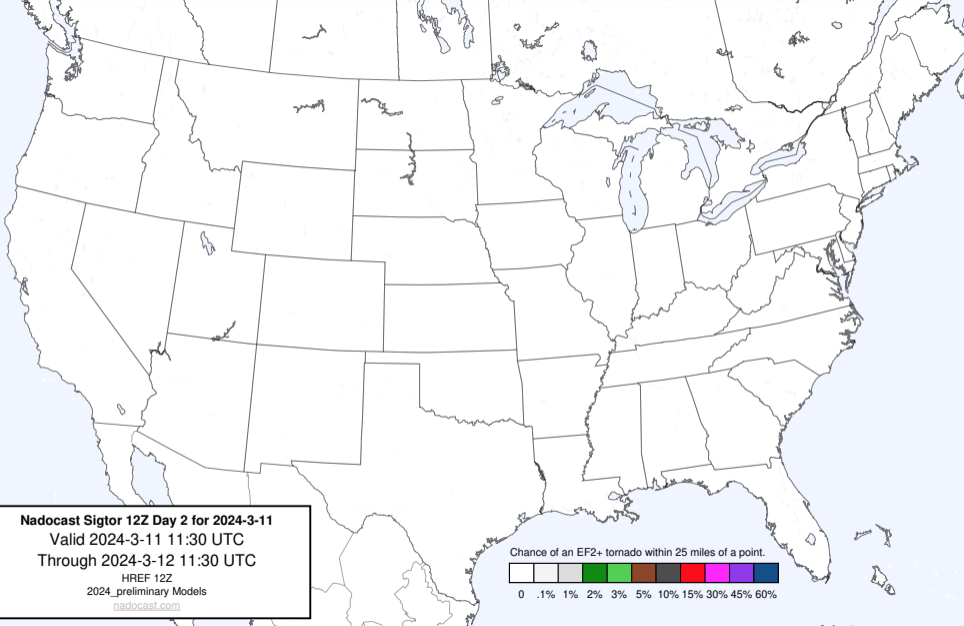 Nadocast Sigtor 12Z Day 2 for 2024-3-11
Valid 2024-3-11 11:30 UTC
Through 2024-3-12 11:30 UTC
HREF 12Z
2024_preliminary Models
nadocast.com
Chance of an EF2+ tornado within 25 miles of a point.
0 .1% 1% 2% 3% 5% 10% 15% 30% 45% 60%